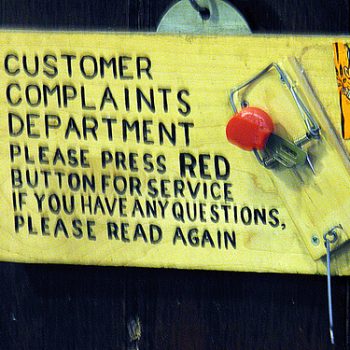 CUSTOMER
COMPLAINTS
DEPARTMENT
PLEASE PRESS RED
BUTTON FOR SERVICE
IF YOU HAVE ANY QUESTIONS,
PLEASE READ AGAIN